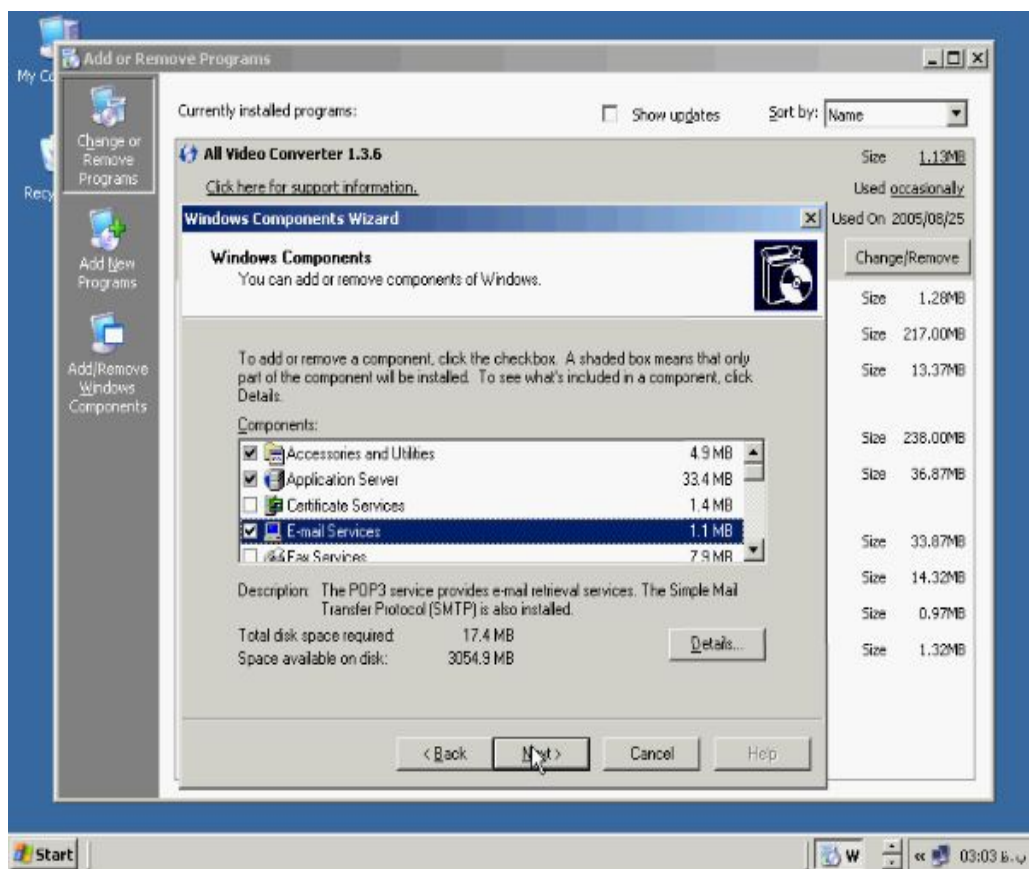 My Co
Recy
Add or Remove Programs
Change or
Remove
Programs
Add New
Programs
Add/Remove
Windows
Components
Currently installed programs:
Show updates
Sort by: Name
All Video Converter 1.3.6
Size 1.13MB
Click here for support information.
Used occasionally
Used On 2005/08/25
Change/Remove
Size 1.28MB
Size 217.00MB
Size 13.37MB
Size 238.00MB
Size 36.87MB
Size 33.87MB
Size 14.32MB
Size 0.97MB
Size 1.32MB
Windows Components Wizard
Windows Components
You can add or remove components of Windows.
To add or remove a component, click the checkbox. A shaded box means that only
part of the component will be installed. To see what's included in a component, click
Details.
Components:
Accessories and Utilities 4.9 MB
Application Server 33.4 MB
Certificate Services 1.4 MB
E-mail Services 1.1 MB
Fax Services 7.9 MB
Description: The POP3 service provides e-mail retrieval services. The Simple Mail
Transfer Protocol (SMTP) is also installed.
Total disk space required: 17.4 MB
Space available on disk: 3054.9 MB
Details...
< Back
Next >
Cancel
Help
Start
W
« 03:03 ب.ظ